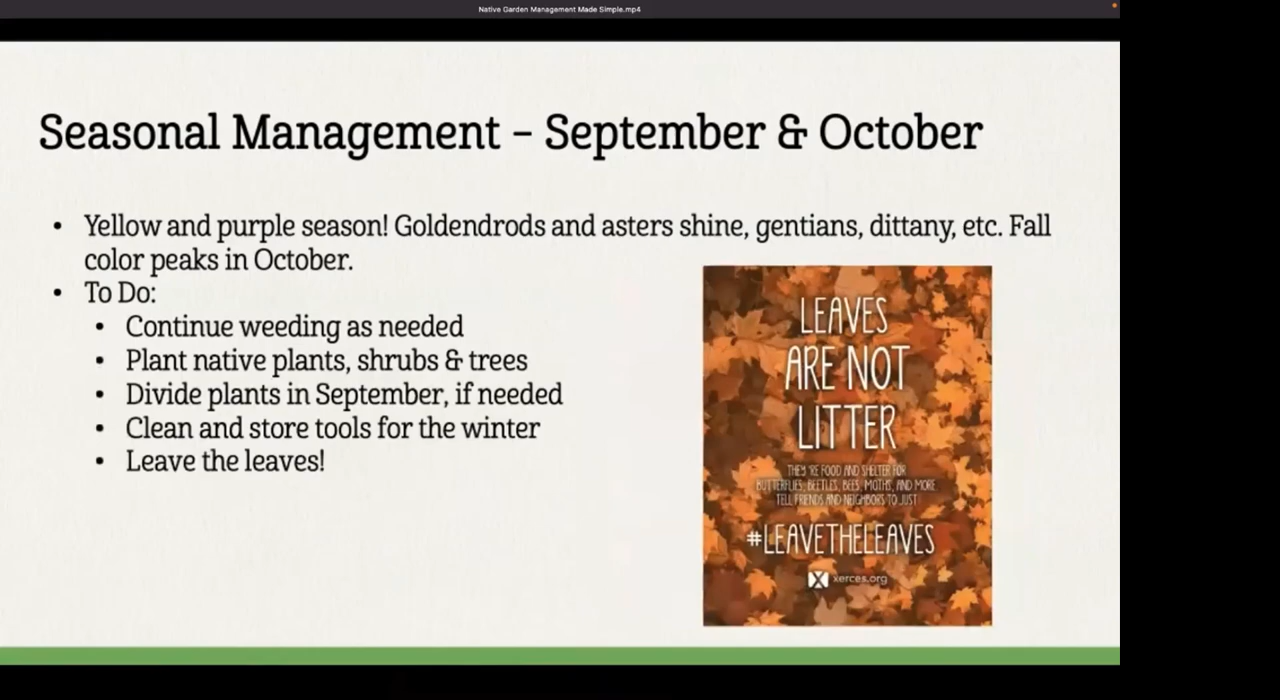 Native Garden Management Made Simple.mp4
Seasonal Management – September & October
• Yellow and purple season! Goldendrods and asters shine, gentians, dittany, etc. Fall
color peaks in October.
• To Do:
• Continue weeding as needed
• Plant native plants, shrubs & trees
• Divide plants in September, if needed
• Clean and store tools for the winter
• Leave the leaves!
LEAVES
ARE NOT
LITTER
THEY'RE FOOD AND SHELTER FOR
BUTTERFLIES, BEETLES, BEES, MOTHS, AND MORE.
TELL FRIENDS AND NEIGHBORS TO JUST
#LEAVETHELEAVES
X xerces.org